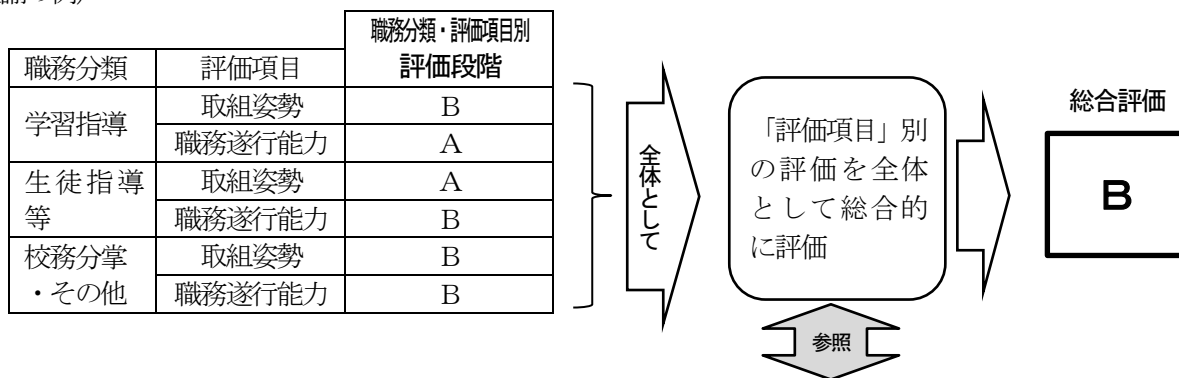 職務分類・評価項目別
職務分類 評価項目 評価段階
学習指導 取組姿勢 B
職務遂行能力 A
生徒指導等 取組姿勢 A
職務遂行能力 B
校務分掌・その他 取組姿勢 B
職務遂行能力 B
全体として
「評価項目」別
の評価を全体
として総合的
に評価
参照
総合評価
B